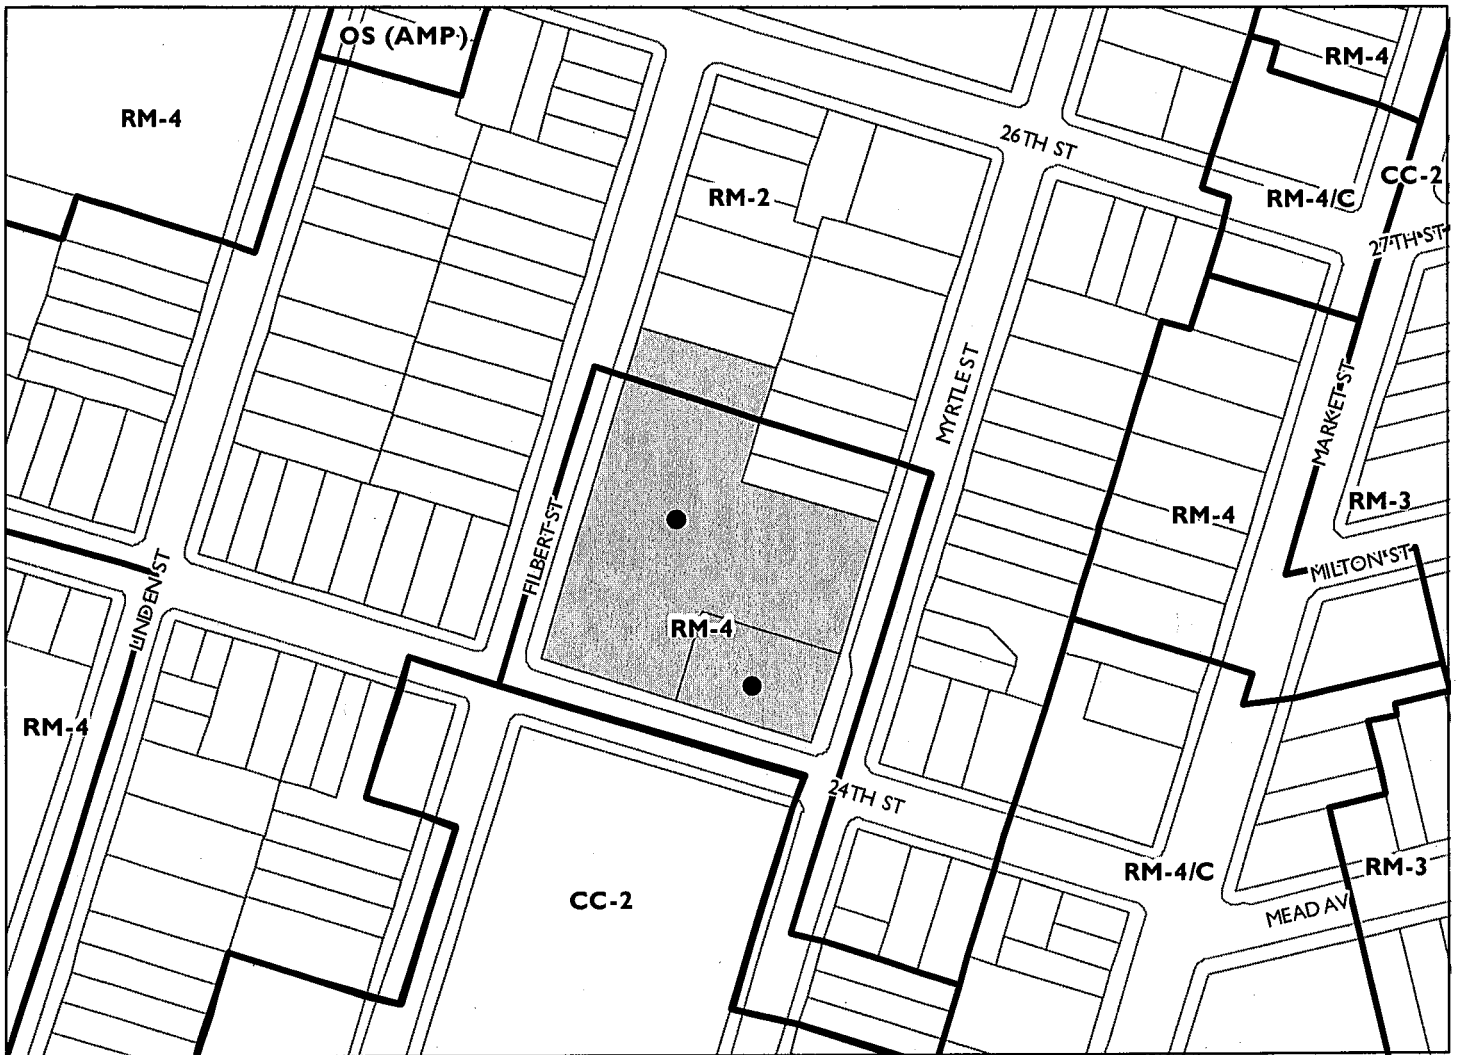 OS (AMP)
RM-4
RM-4
26TH ST
CC-2
RM-2
RM-4/C
27TH ST
MYRTLE ST
MARKET ST
RM-3
RM-4
FILBERT ST
MILTON ST
LINDEN ST
RM-4
RM-4
24TH ST
RM-4/C
RM-3
CC-2
MEAD AV